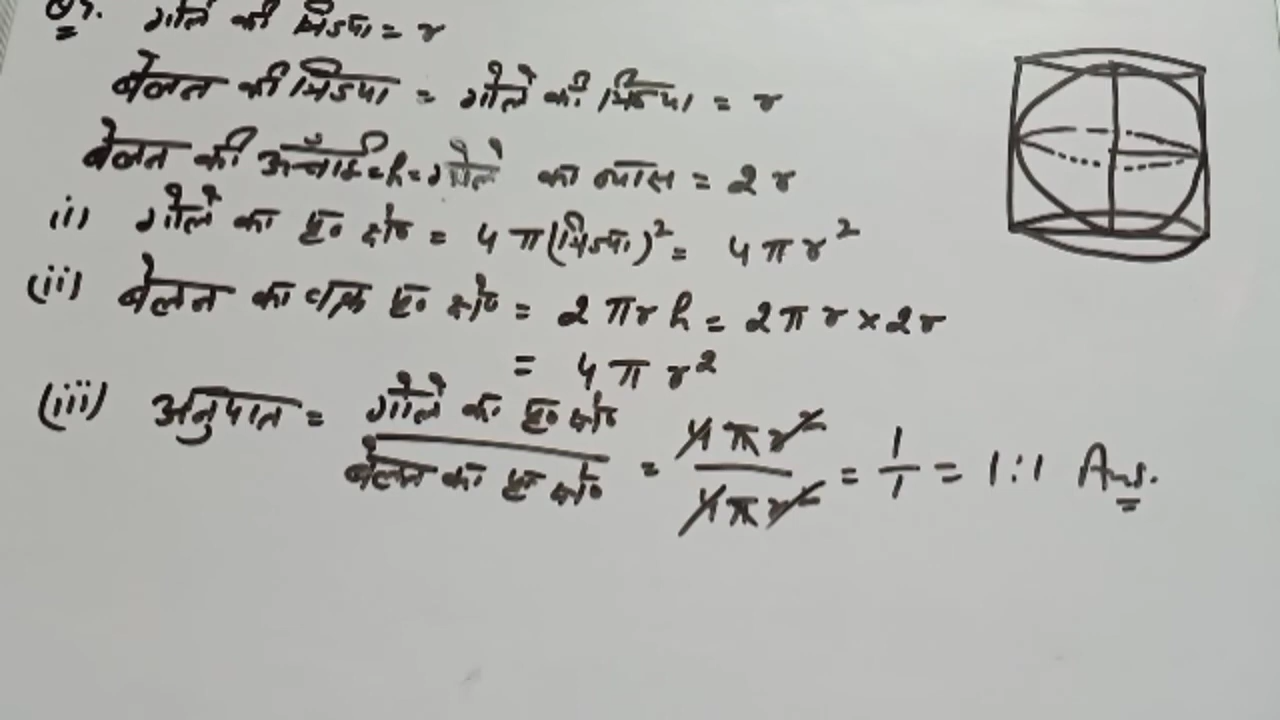 Q9. गोले की त्रिज्या = r
बेलन की त्रिज्या = गोले की त्रिज्या = r
बेलन की ऊँचाई = h = गोले का व्यास = 2r
i) गोले का पृ० क्षे० = 4π(त्रिज्या)² = 4πr²
(ii) बेलन का वक्र पृ० क्षे० = 2πrh = 2πr×2r
= 4πr²
(iii) अनुपात = गोले का पृ० क्षे० / बेलन का पृ० क्षे० = 4πr² / 4πr² = 1/1 = 1:1 Ans.